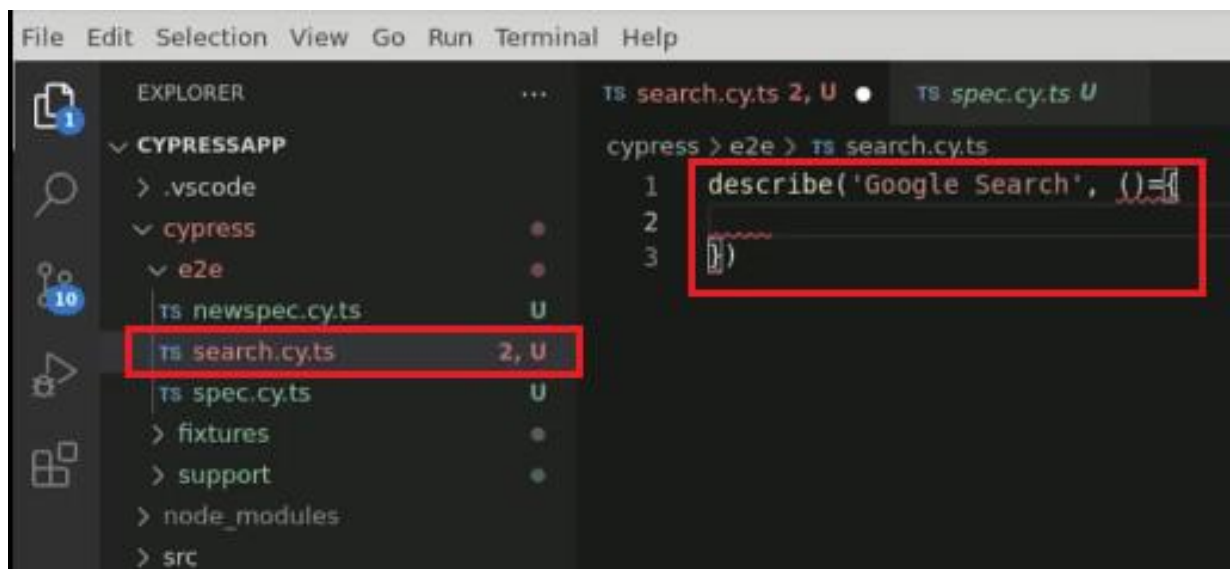 File Edit Selection View Go Run Terminal Help
EXPLORER ...
CYPRESSAPP
.vscode
cypress
e2e
TS newspec.cy.ts U
TS search.cy.ts 2, U
TS spec.cy.ts U
fixtures
support
node_modules
src
1
10
TS search.cy.ts 2, U
TS spec.cy.ts U
cypress > e2e > TS search.cy.ts
1 describe('Google Search', ()={
2
3 })